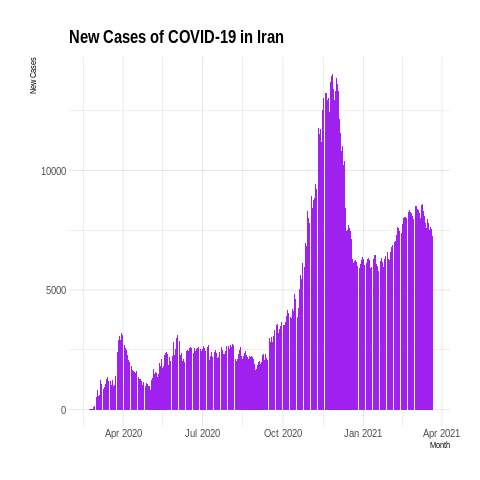 New Cases of COVID-19 in Iran
New Cases
10000
5000
0
Apr 2020 Jul 2020 Oct 2020 Jan 2021 Apr 2021
Month